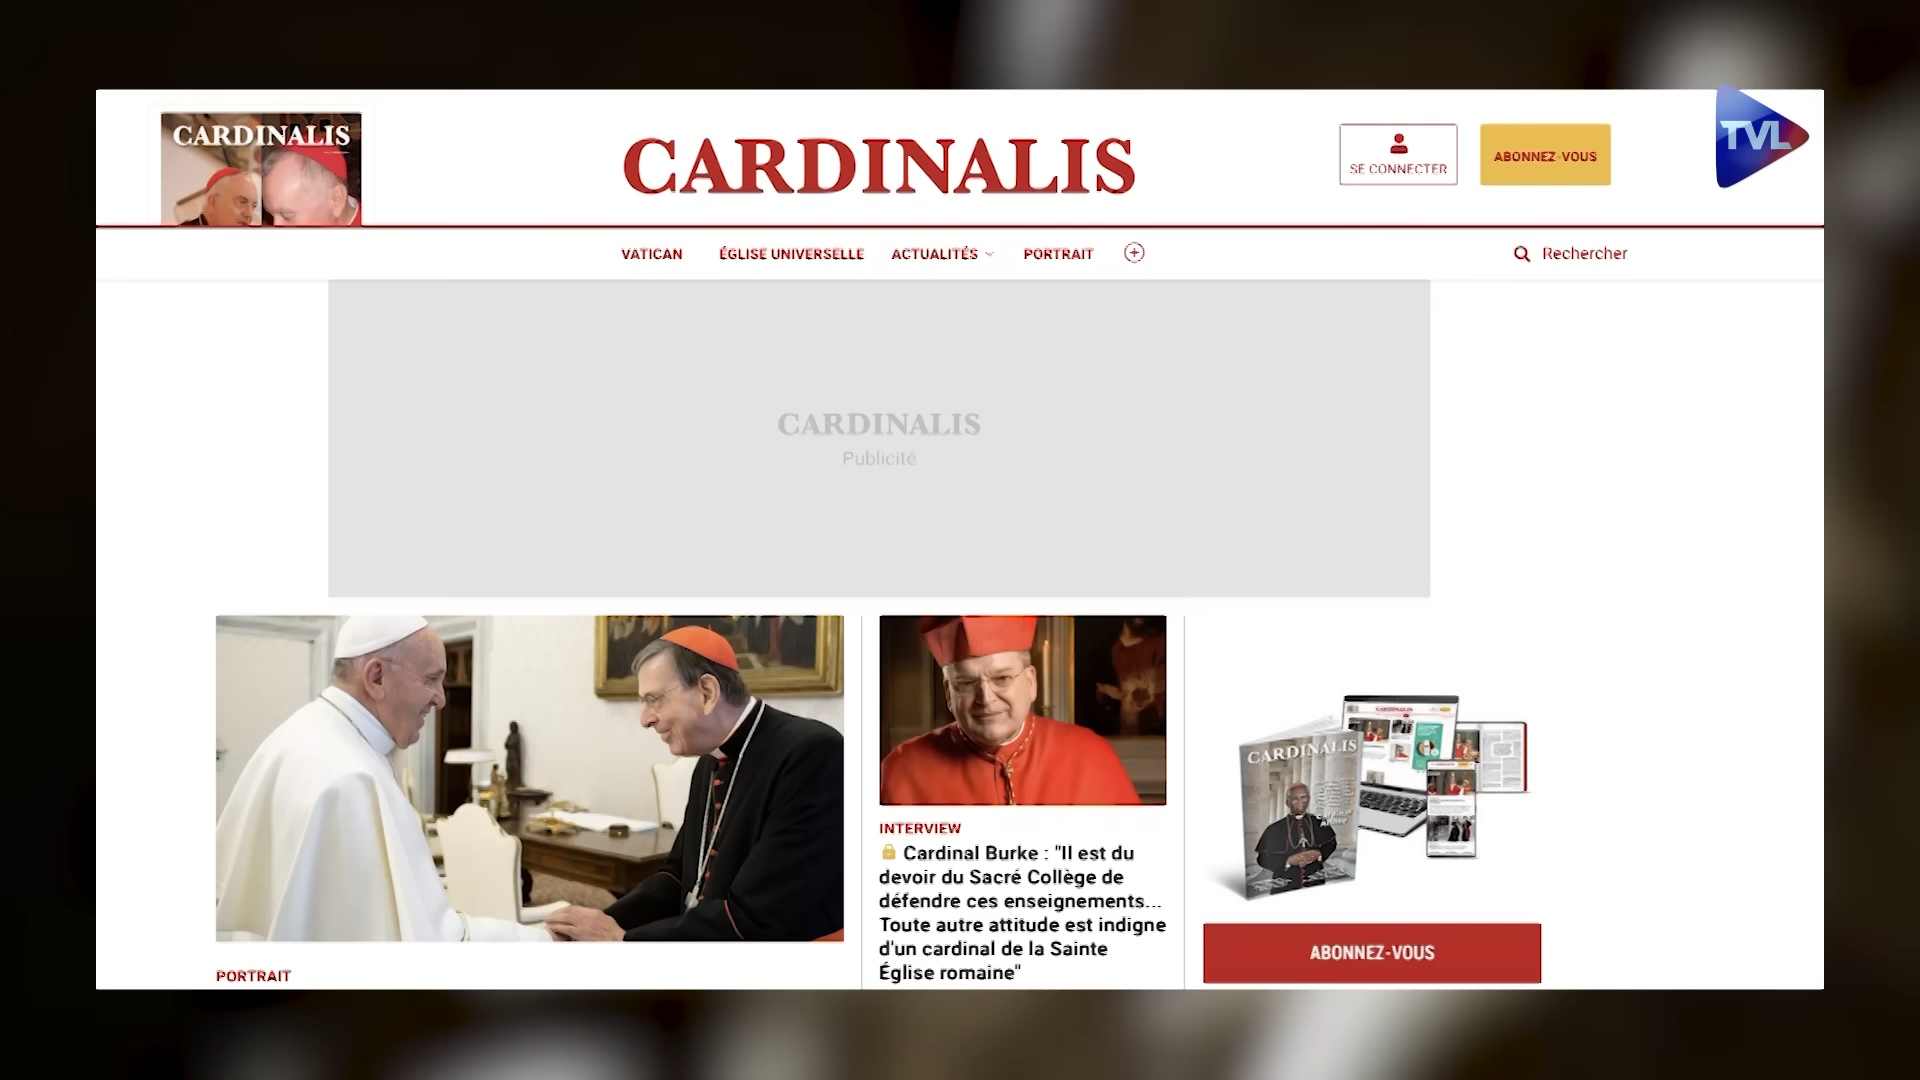 CARDINALIS
CARDINALIS
SE CONNECTER
ABONNEZ-VOUS
TVL
VATICAN
ÉGLISE UNIVERSELLE
ACTUALITÉS
PORTRAIT
Rechercher
CARDINALIS
Publicité
PORTRAIT
INTERVIEW
Cardinal Burke : "Il est du
devoir du Sacré Collège de
défendre ces enseignements...
Toute autre attitude est indigne
d'un cardinal de la Sainte
Église romaine"
CARDINALIS
ABONNEZ-VOUS